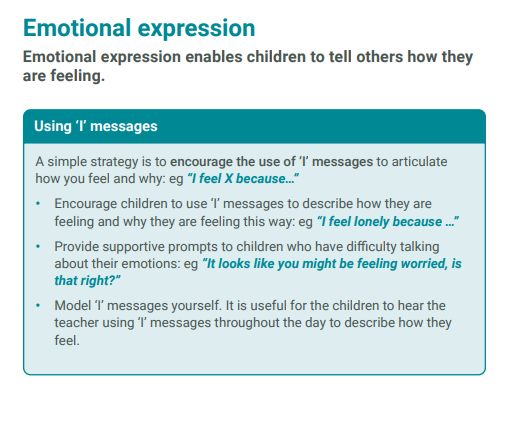 Emotional expression
Emotional expression enables children to tell others how they
are feeling.
Using ‘I’ messages
A simple strategy is to encourage the use of ‘I’ messages to articulate
how you feel and why: eg “I feel X because…”
• Encourage children to use ‘I’ messages to describe how they are
feeling and why they are feeling this way: eg “I feel lonely because …”
• Provide supportive prompts to children who have difficulty talking
about their emotions: eg “It looks like you might be feeling worried, is
that right?”
• Model ‘I’ messages yourself. It is useful for the children to hear the
teacher using ‘I’ messages throughout the day to describe how they
feel.